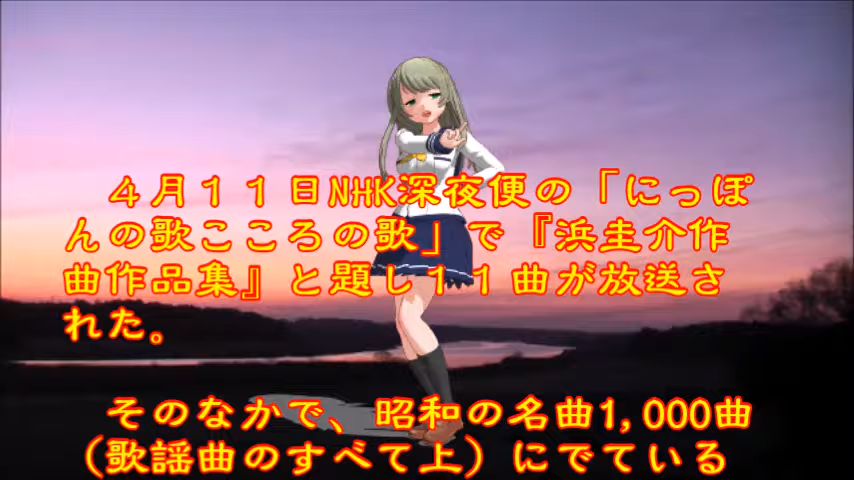 ４月１１日NHK深夜便の「にっぽ
んの歌こころの歌」で『浜圭介作
曲作品集』と題し１１曲が放送さ
れた。
そのなかで、昭和の名曲1,000曲
（歌謡曲のすべて上）にでている